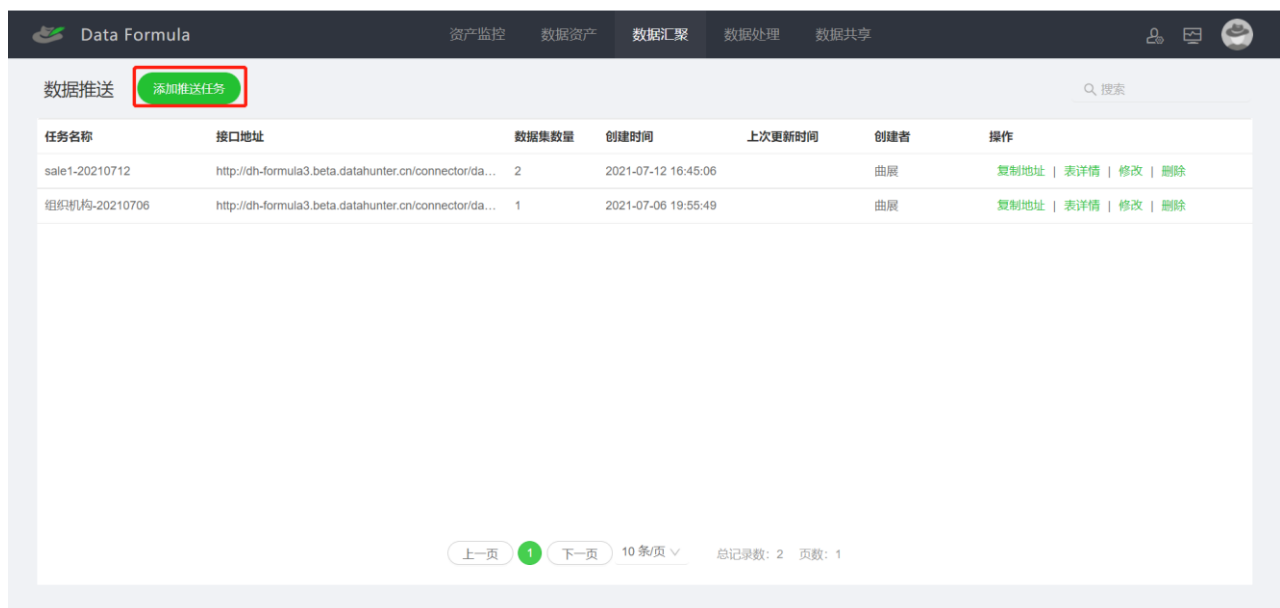 Data Formula 资产监控 数据资产 数据汇聚 数据处理 数据共享
数据推送 添加推送任务 搜索
任务名称 接口地址 数据集数量 创建时间 上次更新时间 创建者 操作
sale1-20210712 http://dh-formula3.beta.datahunter.cn/connector/da... 2 2021-07-12 16:45:06 曲展 复制地址 | 表详情 | 修改 | 删除
组织机构-20210706 http://dh-formula3.beta.datahunter.cn/connector/da... 1 2021-07-06 19:55:49 曲展 复制地址 | 表详情 | 修改 | 删除
上一页 1 下一页 10 条/页 总记录数: 2 页数: 1